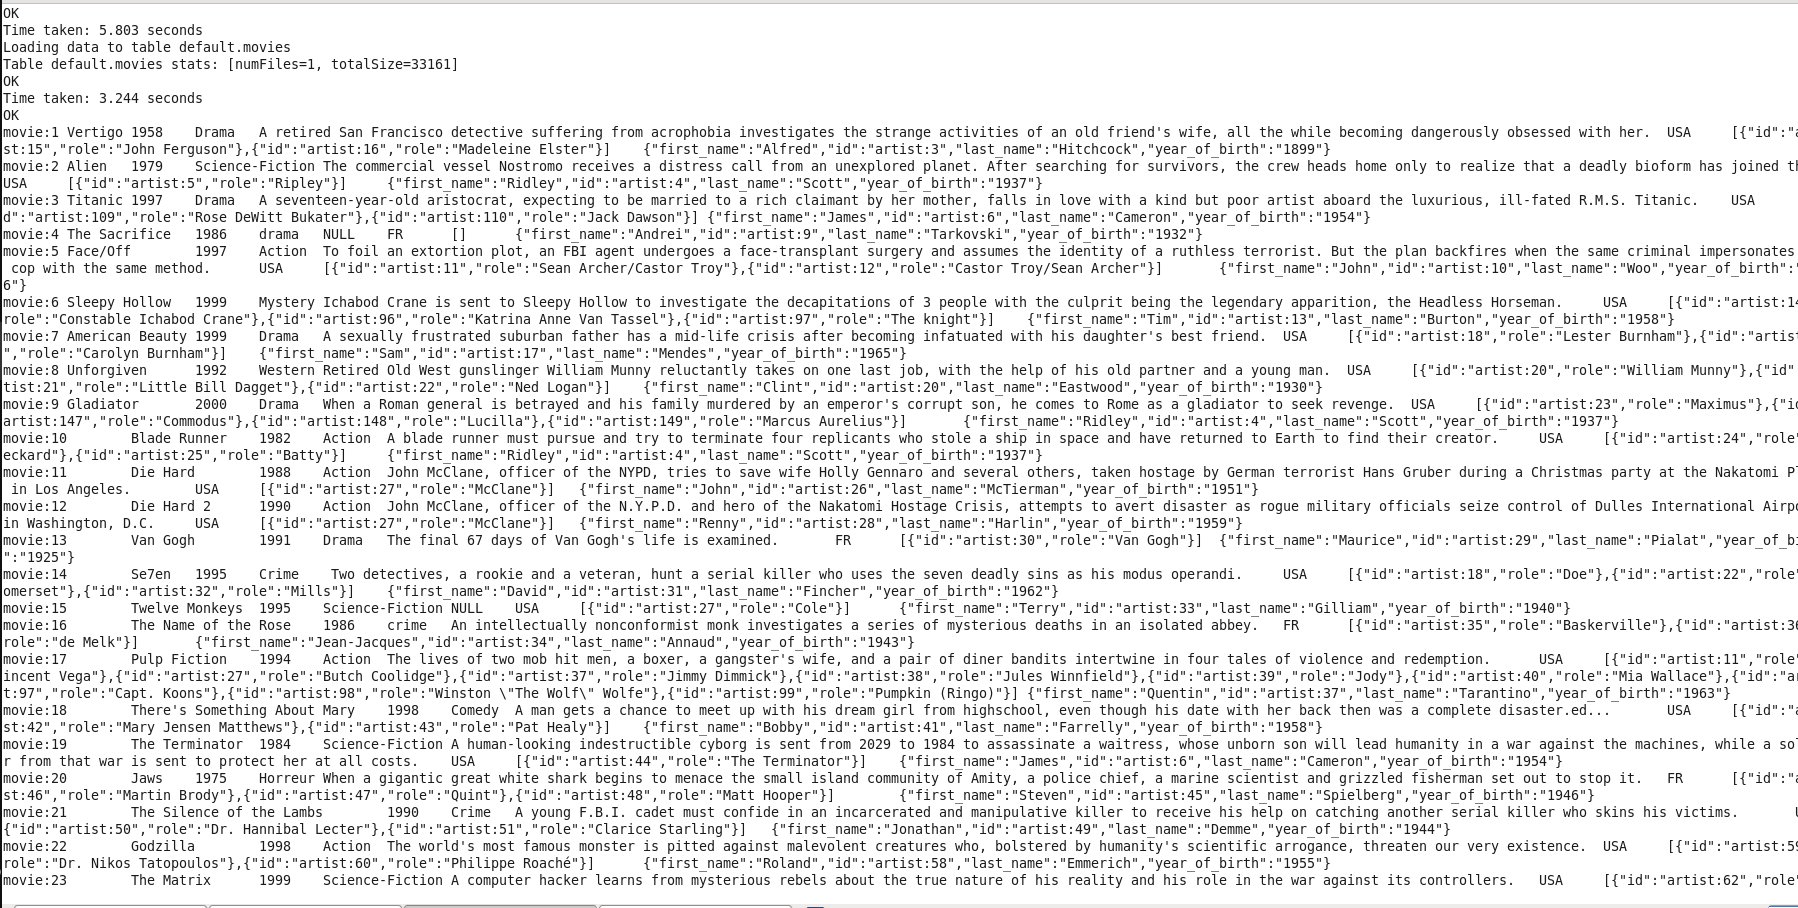 OK
Time taken: 5.803 seconds
Loading data to table default.movies
Table default.movies stats: [numFiles=1, totalSize=33161]
OK
Time taken: 3.244 seconds
OK
movie:1 Vertigo 1958    Drama   A retired San Francisco detective suffering from acrophobia investigates the strange activities of an old friend's wife, all the while becoming dangerously obsessed with her.  USA     [{"id":"a
st:15","role":"John Ferguson"},{"id":"artist:16","role":"Madeleine Elster"}]    {"first_name":"Alfred","id":"artist:3","last_name":"Hitchcock","year_of_birth":"1899"}
movie:2 Alien   1979    Science-Fiction The commercial vessel Nostromo receives a distress call from an unexplored planet. After searching for survivors, the crew heads home only to realize that a deadly bioform has joined th
USA     [{"id":"artist:5","role":"Ripley"}]     {"first_name":"Ridley","id":"artist:4","last_name":"Scott","year_of_birth":"1937"}
movie:3 Titanic 1997    Drama   A seventeen-year-old aristocrat, expecting to be married to a rich claimant by her mother, falls in love with a kind but poor artist aboard the luxurious, ill-fated R.M.S. Titanic.    USA
d":"artist:109","role":"Rose DeWitt Bukater"},{"id":"artist:110","role":"Jack Dawson"}] {"first_name":"James","id":"artist:6","last_name":"Cameron","year_of_birth":"1954"}
movie:4 The Sacrifice   1986    drama   NULL    FR      []      {"first_name":"Andrei","id":"artist:9","last_name":"Tarkovski","year_of_birth":"1932"}
movie:5 Face/Off        1997    Action  To foil an extortion plot, an FBI agent undergoes a face-transplant surgery and assumes the identity of a ruthless terrorist. But the plan backfires when the same criminal impersonates
cop with the same method.      USA     [{"id":"artist:11","role":"Sean Archer/Castor Troy"},{"id":"artist:12","role":"Castor Troy/Sean Archer"}]       {"first_name":"John","id":"artist:10","last_name":"Woo","year_of_birth":"
6"}
movie:6 Sleepy Hollow   1999    Mystery Ichabod Crane is sent to Sleepy Hollow to investigate the decapitations of 3 people with the culprit being the legendary apparition, the Headless Horseman.     USA     [{"id":"artist:14
role":"Constable Ichabod Crane"},{"id":"artist:96","role":"Katrina Anne Van Tassel"},{"id":"artist:97","role":"The knight"}]    {"first_name":"Tim","id":"artist:13","last_name":"Burton","year_of_birth":"1958"}
movie:7 American Beauty 1999    Drama   A sexually frustrated suburban father has a mid-life crisis after becoming infatuated with his daughter's best friend.  USA     [{"id":"artist:18","role":"Lester Burnham"},{"id":"artist
","role":"Carolyn Burnham"}]    {"first_name":"Sam","id":"artist:17","last_name":"Mendes","year_of_birth":"1965"}
movie:8 Unforgiven      1992    Western Retired Old West gunslinger William Munny reluctantly takes on one last job, with the help of his old partner and a young man.  USA     [{"id":"artist:20","role":"William Munny"},{"id"
tist:21","role":"Little Bill Dagget"},{"id":"artist:22","role":"Ned Logan"}]    {"first_name":"Clint","id":"artist:20","last_name":"Eastwood","year_of_birth":"1930"}
movie:9 Gladiator       2000    Drama   When a Roman general is betrayed and his family murdered by an emperor's corrupt son, he comes to Rome as a gladiator to seek revenge.  USA     [{"id":"artist:23","role":"Maximus"},{"id
artist:147","role":"Commodus"},{"id":"artist:148","role":"Lucilla"},{"id":"artist:149","role":"Marcus Aurelius"}]       {"first_name":"Ridley","id":"artist:4","last_name":"Scott","year_of_birth":"1937"}
movie:10        Blade Runner    1982    Action  A blade runner must pursue and try to terminate four replicants who stole a ship in space and have returned to Earth to find their creator.     USA     [{"id":"artist:24","role"
eckard"},{"id":"artist:25","role":"Batty"}]     {"first_name":"Ridley","id":"artist:4","last_name":"Scott","year_of_birth":"1937"}
movie:11        Die Hard        1988    Action  John McClane, officer of the NYPD, tries to save wife Holly Gennaro and several others, taken hostage by German terrorist Hans Gruber during a Christmas party at the Nakatomi Pl
in Los Angeles.        USA     [{"id":"artist:27","role":"McClane"}]   {"first_name":"John","id":"artist:26","last_name":"McTierman","year_of_birth":"1951"}
movie:12        Die Hard 2      1990    Action  John McClane, officer of the N.Y.P.D. and hero of the Nakatomi Hostage Crisis, attempts to avert disaster as rogue military officials seize control of Dulles International Airpo
in Washington, D.C.     USA     [{"id":"artist:27","role":"McClane"}]   {"first_name":"Renny","id":"artist:28","last_name":"Harlin","year_of_birth":"1959"}
movie:13        Van Gogh        1991    Drama   The final 67 days of Van Gogh's life is examined.       FR      [{"id":"artist:30","role":"Van Gogh"}]  {"first_name":"Maurice","id":"artist:29","last_name":"Pialat","year_of_bi
":"1925"}
movie:14        Se7en   1995    Crime    Two detectives, a rookie and a veteran, hunt a serial killer who uses the seven deadly sins as his modus operandi.     USA     [{"id":"artist:18","role":"Doe"},{"id":"artist:22","role"
omerset"},{"id":"artist:32","role":"Mills"}]    {"first_name":"David","id":"artist:31","last_name":"Fincher","year_of_birth":"1962"}
movie:15        Twelve Monkeys  1995    Science-Fiction NULL    USA     [{"id":"artist:27","role":"Cole"}]      {"first_name":"Terry","id":"artist:33","last_name":"Gilliam","year_of_birth":"1940"}
movie:16        The Name of the Rose    1986    crime   An intellectually nonconformist monk investigates a series of mysterious deaths in an isolated abbey.   FR      [{"id":"artist:35","role":"Baskerville"},{"id":"artist:36
role":"de Melk"}]       {"first_name":"Jean-Jacques","id":"artist:34","last_name":"Annaud","year_of_birth":"1943"}
movie:17        Pulp Fiction    1994    Action  The lives of two mob hit men, a boxer, a gangster's wife, and a pair of diner bandits intertwine in four tales of violence and redemption.      USA     [{"id":"artist:11","role"
incent Vega"},{"id":"artist:27","role":"Butch Coolidge"},{"id":"artist:37","role":"Jimmy Dimmick"},{"id":"artist:38","role":"Jules Winnfield"},{"id":"artist:39","role":"Jody"},{"id":"artist:40","role":"Mia Wallace"},{"id":"ar
t:97","role":"Capt. Koons"},{"id":"artist:98","role":"Winston \"The Wolf\" Wolfe"},{"id":"artist:99","role":"Pumpkin (Ringo)"}] {"first_name":"Quentin","id":"artist:37","last_name":"Tarantino","year_of_birth":"1963"}
movie:18        There's Something About Mary    1998    Comedy  A man gets a chance to meet up with his dream girl from highschool, even though his date with her back then was a complete disaster.ed...       USA     [{"id":"a
st:42","role":"Mary Jensen Matthews"},{"id":"artist:43","role":"Pat Healy"}]    {"first_name":"Bobby","id":"artist:41","last_name":"Farrelly","year_of_birth":"1958"}
movie:19        The Terminator  1984    Science-Fiction A human-looking indestructible cyborg is sent from 2029 to 1984 to assassinate a waitress, whose unborn son will lead humanity in a war against the machines, while a sol
r from that war is sent to protect her at all costs.    USA     [{"id":"artist:44","role":"The Terminator"}]    {"first_name":"James","id":"artist:6","last_name":"Cameron","year_of_birth":"1954"}
movie:20        Jaws    1975    Horreur When a gigantic great white shark begins to menace the small island community of Amity, a police chief, a marine scientist and grizzled fisherman set out to stop it.   FR      [{"id":"a
st:46","role":"Martin Brody"},{"id":"artist:47","role":"Quint"},{"id":"artist:48","role":"Matt Hooper"}]        {"first_name":"Steven","id":"artist:45","last_name":"Spielberg","year_of_birth":"1946"}
movie:21        The Silence of the Lambs        1990    Crime   A young F.B.I. cadet must confide in an incarcerated and manipulative killer to receive his help on catching another serial killer who skins his victims.       U
{"id":"artist:50","role":"Dr. Hannibal Lecter"},{"id":"artist:51","role":"Clarice Starling"}]   {"first_name":"Jonathan","id":"artist:49","last_name":"Demme","year_of_birth":"1944"}
movie:22        Godzilla        1998    Action  The world's most famous monster is pitted against malevolent creatures who, bolstered by humanity's scientific arrogance, threaten our very existence.  USA     [{"id":"artist:59
role":"Dr. Nikos Tatopoulos"},{"id":"artist:60","role":"Philippe Roaché"}]      {"first_name":"Roland","id":"artist:58","last_name":"Emmerich","year_of_birth":"1955"}
movie:23        The Matrix      1999    Science-Fiction A computer hacker learns from mysterious rebels about the true nature of his reality and his role in the war against its controllers.   USA     [{"id":"artist:62","role"